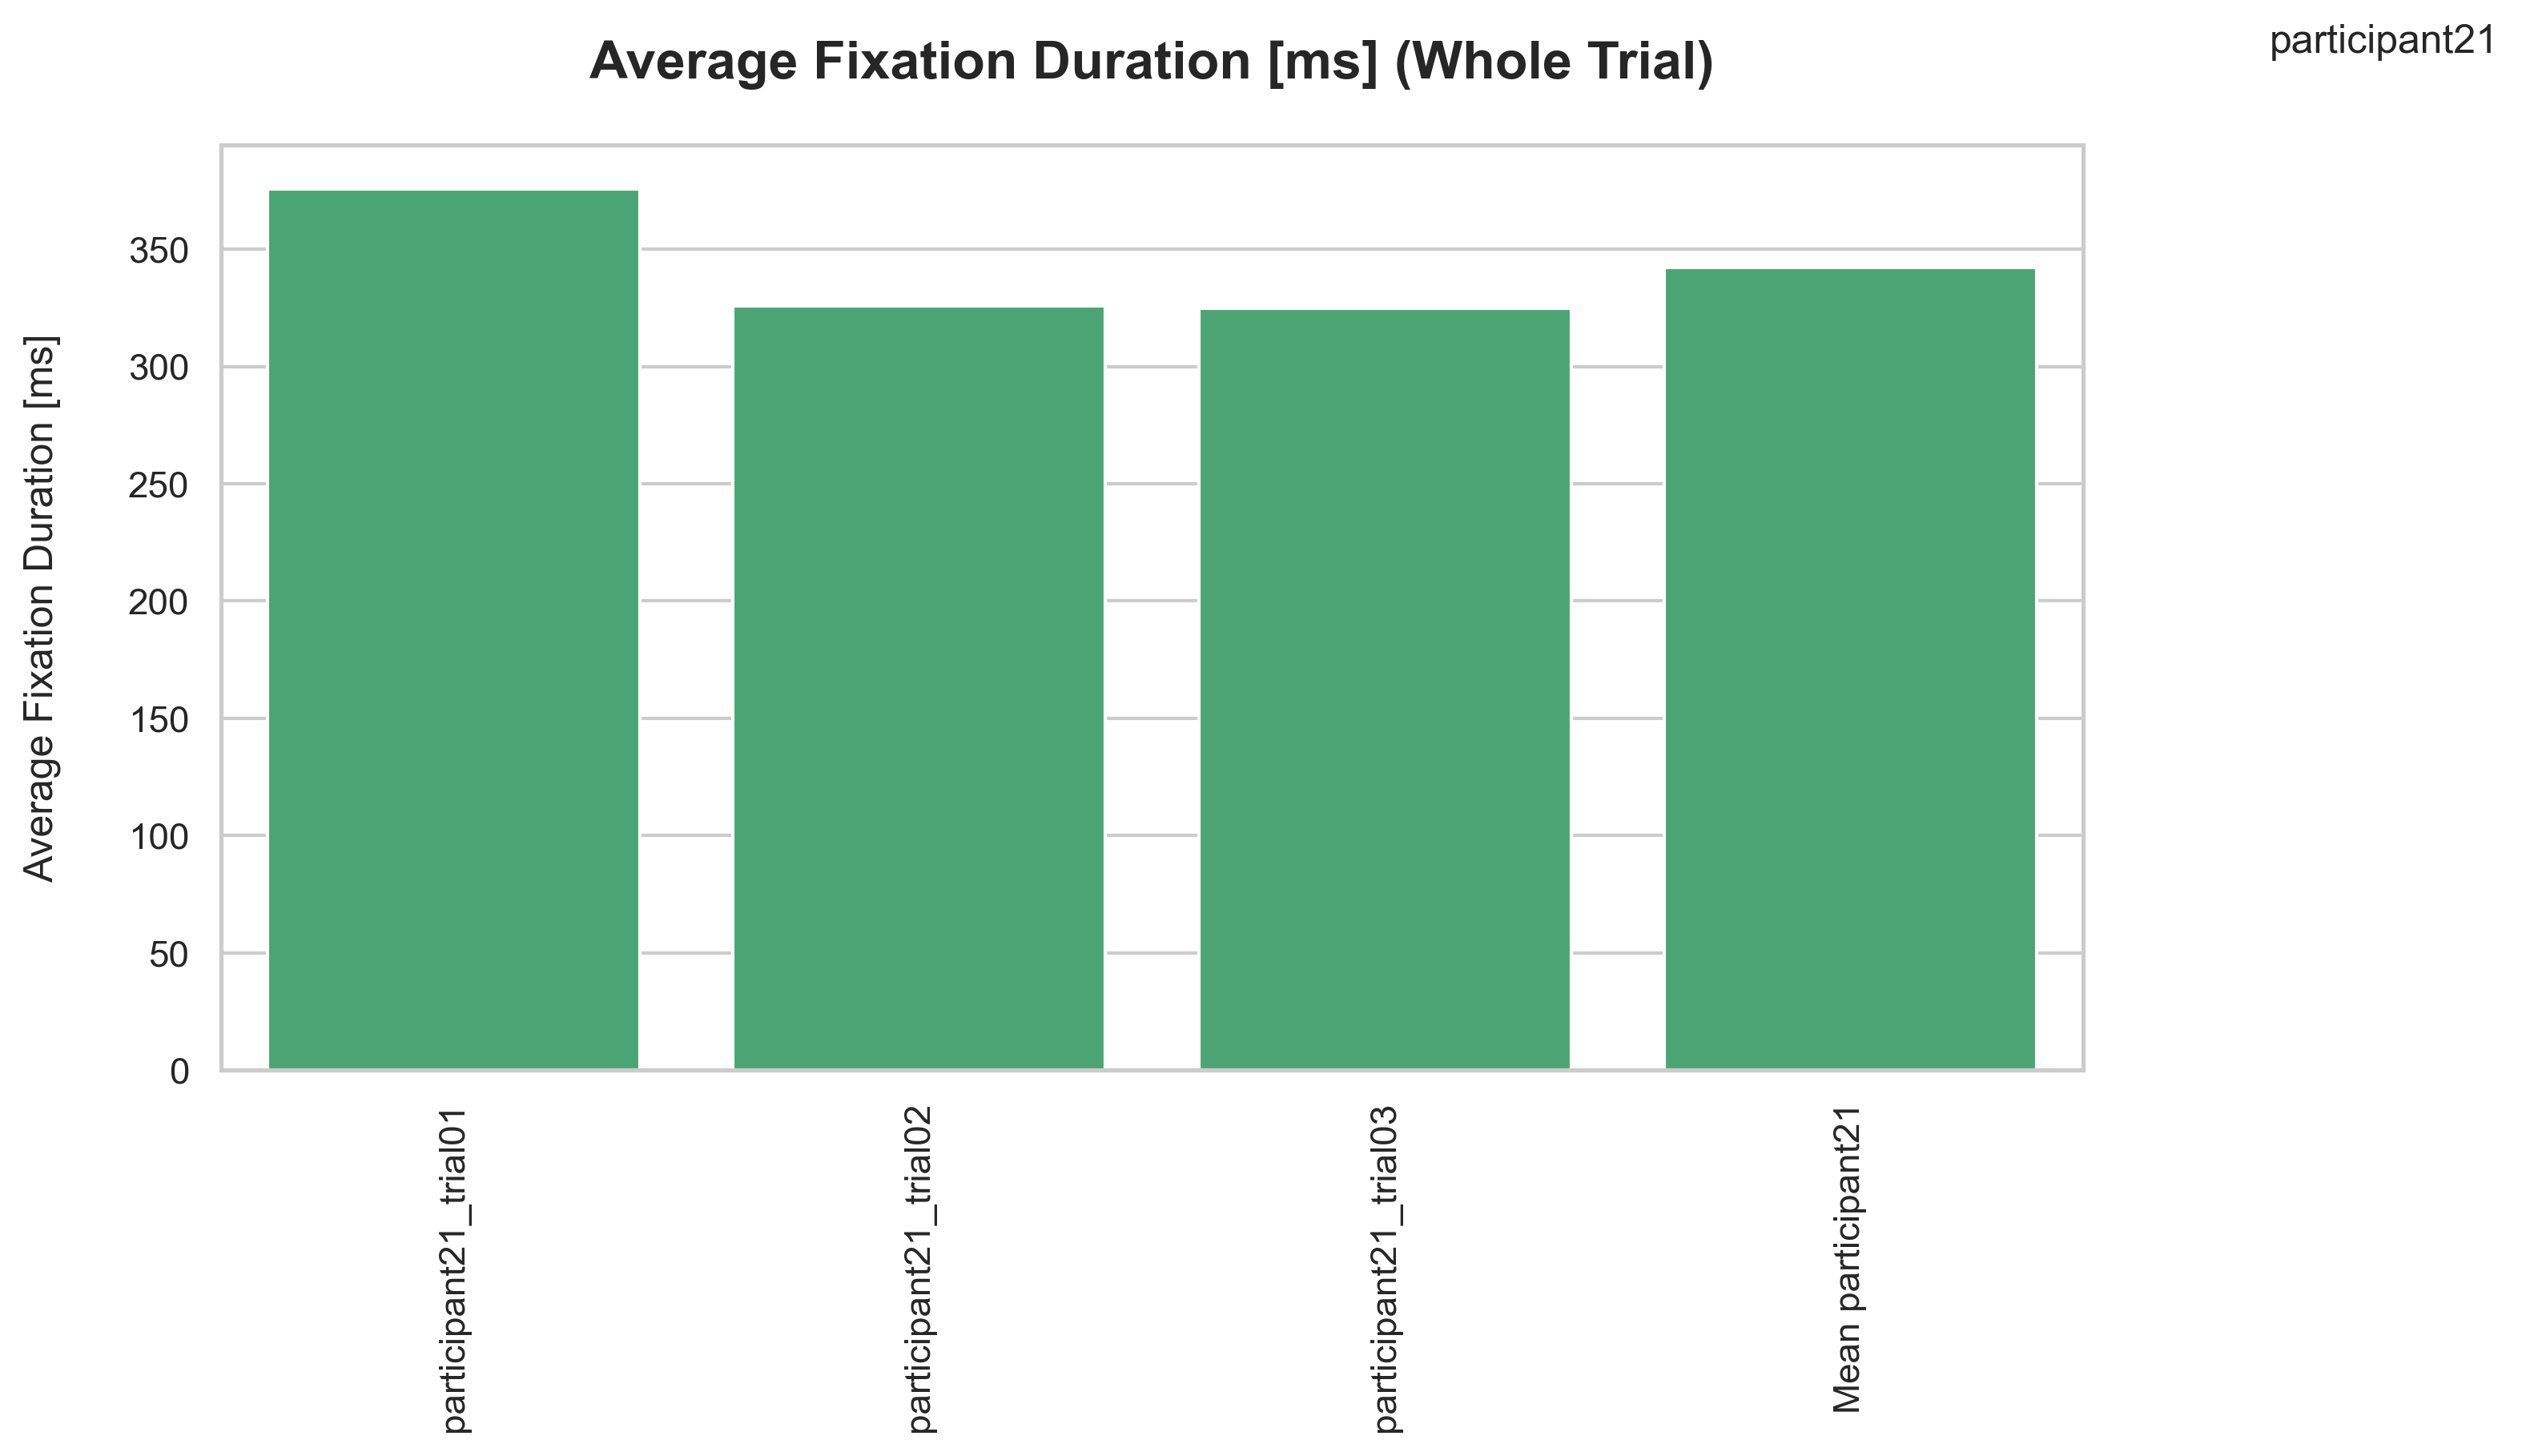 participant21
Average Fixation Duration [ms] (Whole Trial)
Average Fixation Duration [ms]
350
300
250
200
150
100
50
0
participant21_trial01
participant21_trial02
participant21_trial03
Mean participant21